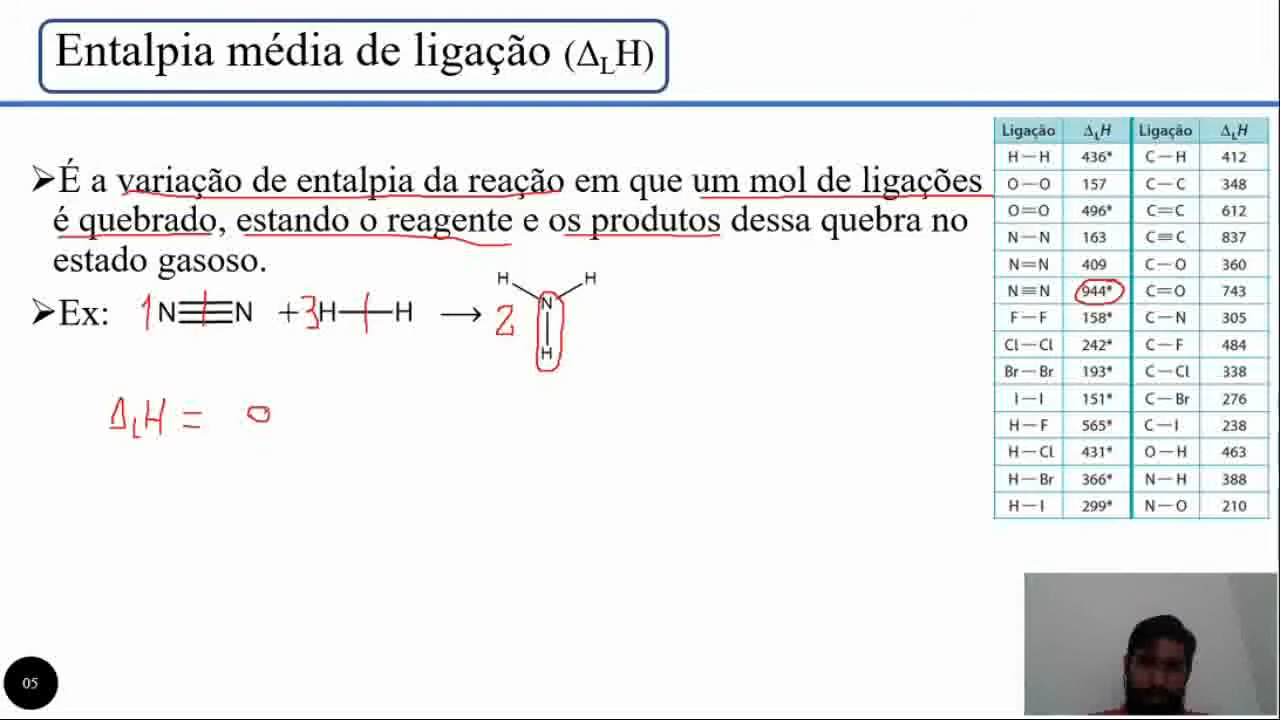 Entalpia média de ligação (ΔLH)
➤É a variação de entalpia da reação em que um mol de ligações
é quebrado, estando o reagente e os produtos dessa quebra no
estado gasoso.
➤Ex: 1 N≡N + 3 H—H → 2
H H
N
H
ΔLH =
Ligação ΔLH Ligação ΔLH
H—H 436* C—H 412
O—O 157 C—C 348
O=O 496* C=C 612
N—N 163 C≡C 837
N=N 409 C—O 360
N≡N 944* C=O 743
F—F 158* C—N 305
Cl—Cl 242* C—F 484
Br—Br 193* C—Cl 338
I—I 151* C—Br 276
H—F 565* C—I 238
H—Cl 431* O—H 463
H—Br 366* N—H 388
H—I 299* N—O 210
05